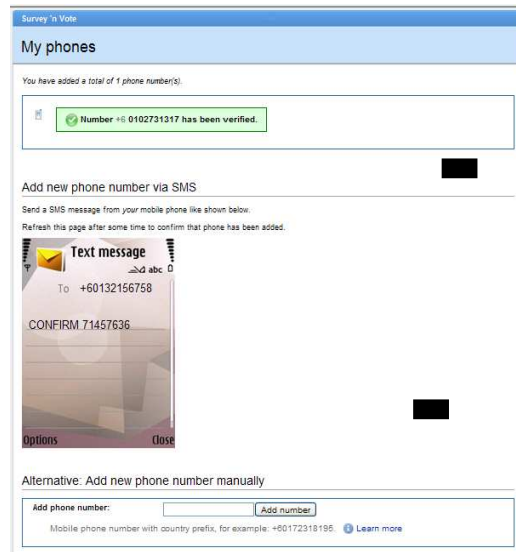 Survey 'n Vote
My phones
You have added a total of 1 phone number(s).
Number +6 0102731317 has been verified.
Add new phone number via SMS
Send a SMS message from your mobile phone like shown below.
Refresh this page after some time to confirm that phone has been added.
Text message
abc
To +60132156758
CONFIRM 71457636
Options Close
Alternative: Add new phone number manually
Add phone number: Add number
Mobile phone number with country prefix, for example: +60172318195. Learn more